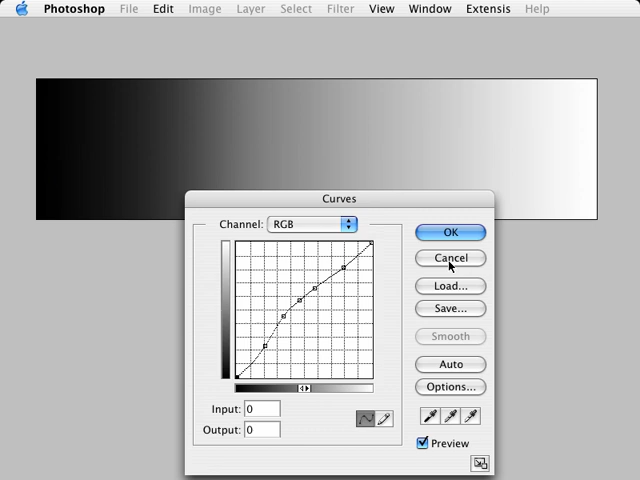 Photoshop File Edit Image Layer Select Filter View Window Extensis Help
Curves
Channel: RGB
OK
Cancel
Load...
Save...
Smooth
Auto
Options...
Input: 0
Output: 0
Preview